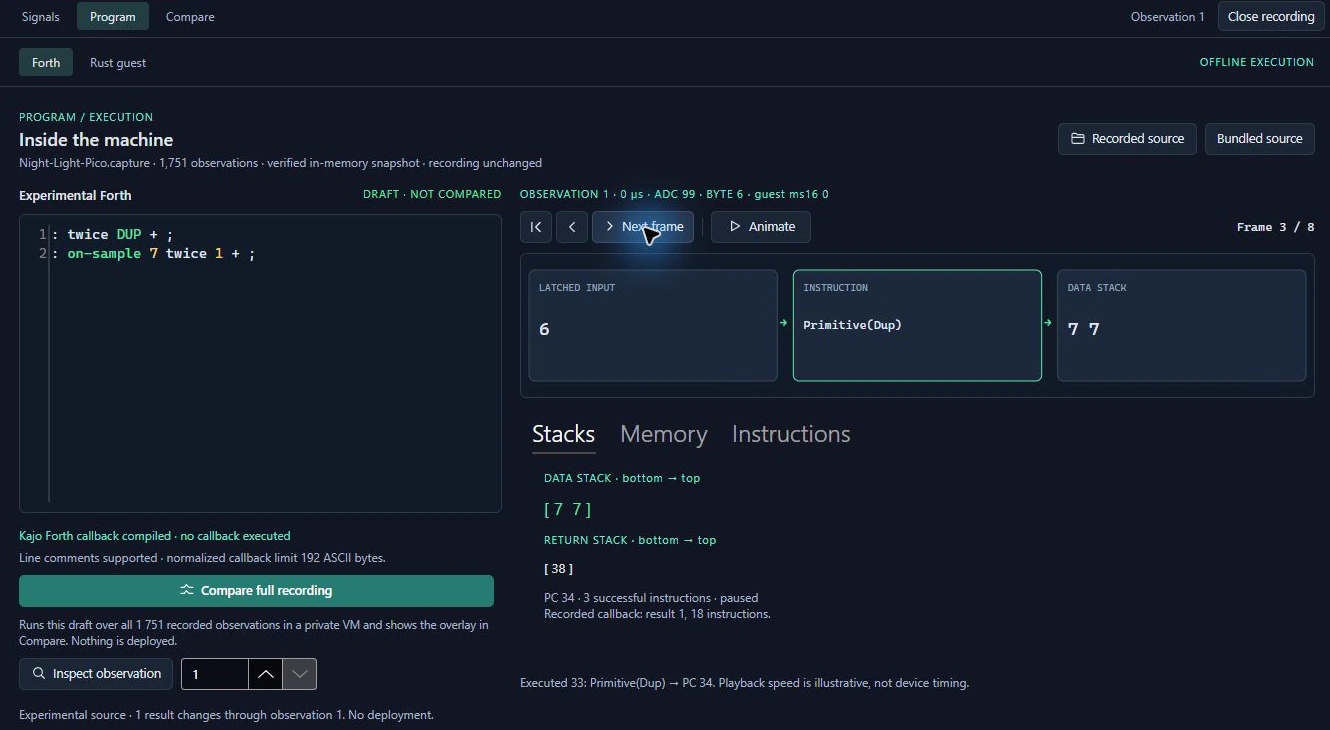 Signals Program Compare Observation 1 Close recording
Forth Rust guest OFFLINE EXECUTION
PROGRAM / EXECUTION
Inside the machine
Night-Light-Pico.capture · 1,751 observations · verified in-memory snapshot · recording unchanged
Recorded source Bundled source
Experimental Forth DRAFT · NOT COMPARED
1: : twice DUP + ;
2: : on-sample 7 twice 1 + ;
Kajo Forth callback compiled · no callback executed
Line comments supported · normalized callback limit 192 ASCII bytes.
Compare full recording
Runs this draft over all 1 751 recorded observations in a private VM and shows the overlay in
Compare. Nothing is deployed.
Inspect observation 1
Experimental source · 1 result changes through observation 1. No deployment.
OBSERVATION 1 · 0 µs · ADC 99 · BYTE 6 · guest ms16 0
Next frame Animate Frame 3 / 8
LATCHED INPUT
6
INSTRUCTION
Primitive(Dup)
DATA STACK
7 7
Stacks Memory Instructions
DATA STACK · bottom → top
[ 7 7 ]
RETURN STACK · bottom → top
[ 38 ]
PC 34 · 3 successful instructions · paused
Recorded callback: result 1, 18 instructions.
Executed 33: Primitive(Dup) → PC 34. Playback speed is illustrative, not device timing.